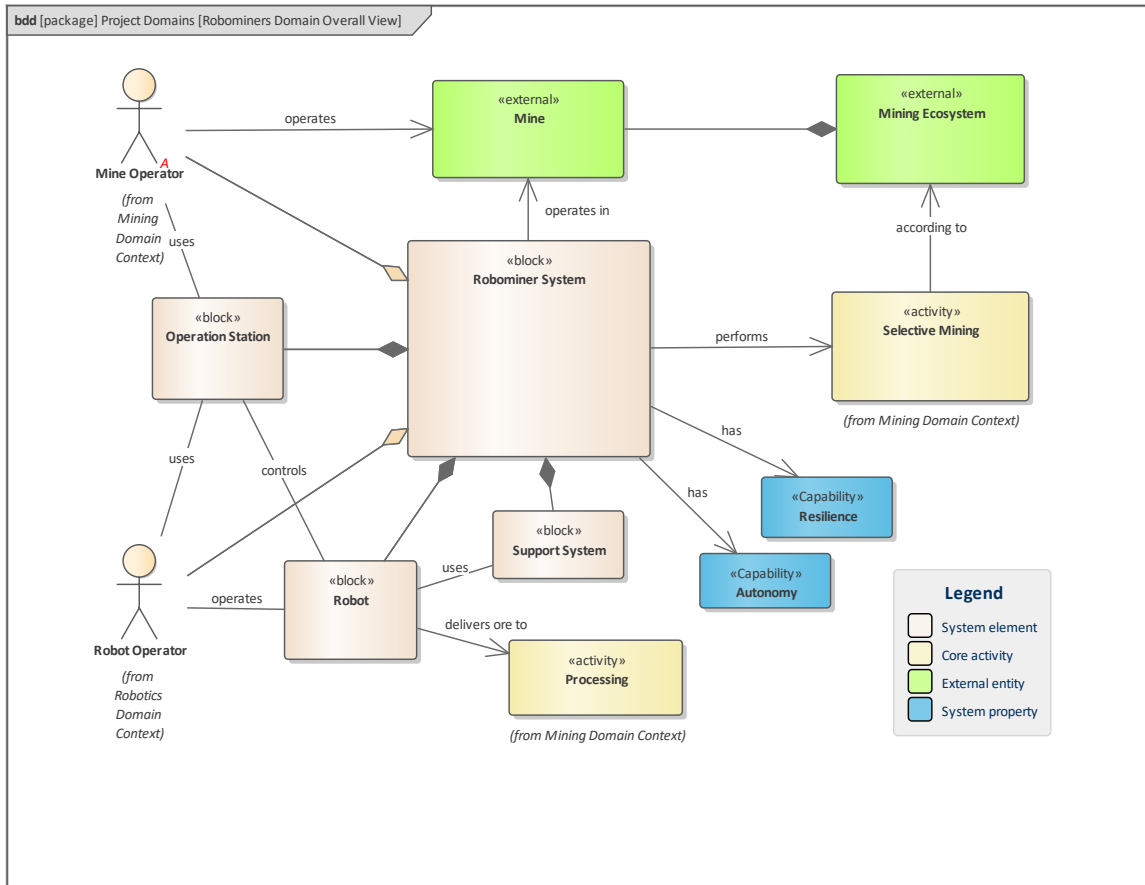 bdd [package] Project Domains [Robominers Domain Overall View]
operates
«external»
Mine
«external»
Mining Ecosystem
A
Mine Operator
(from
Mining
Domain
Context)
uses
operates in
according to
«block»
Robominer System
«block»
Operation Station
performs
«activity»
Selective Mining
(from Mining Domain Context)
has
has
uses
controls
«Capability»
Resilience
«Capability»
Autonomy
«block»
Support System
uses
«block»
Robot
operates
delivers ore to
Robot Operator
(from
Robotics
Domain
Context)
«activity»
Processing
(from Mining Domain Context)
Legend
System element
Core activity
External entity
System property